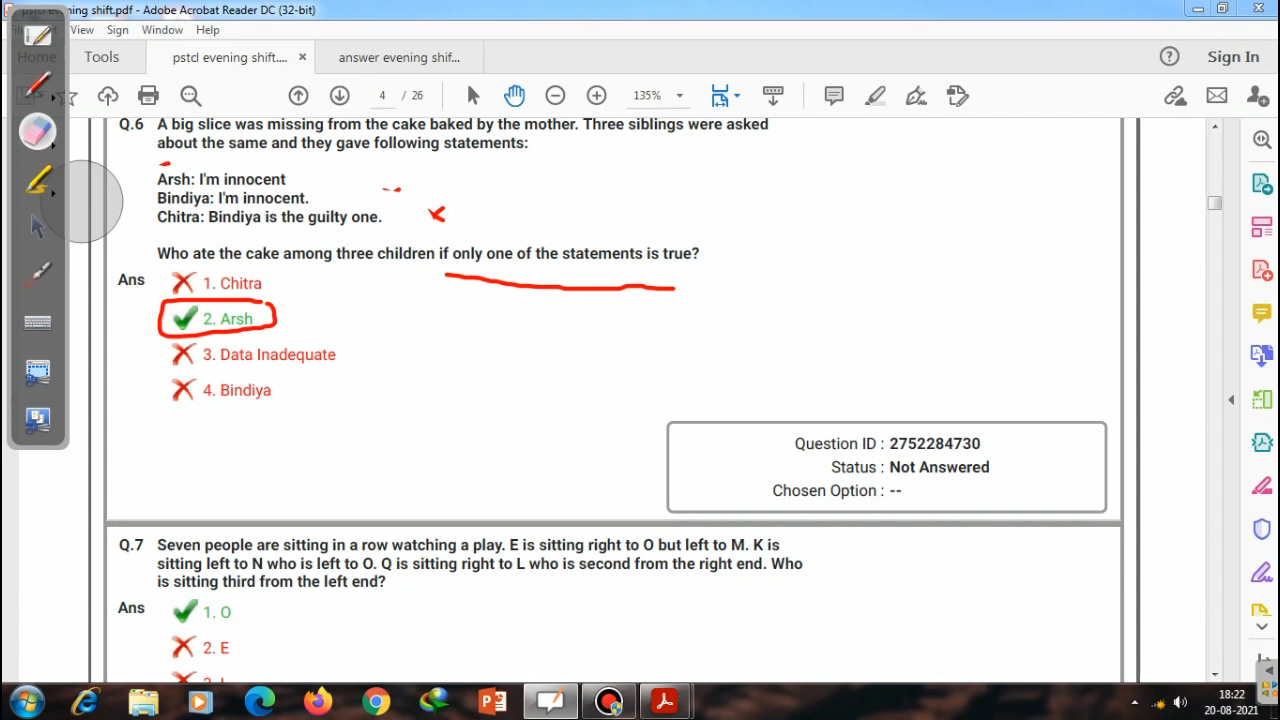 pstcl evening shift.pdf - Adobe Acrobat Reader DC (32-bit)
View Sign Window Help
Home Tools pstcl evening shift.... × answer evening shif... Sign In
4 / 26 135%
Q.6 A big slice was missing from the cake baked by the mother. Three siblings were asked
about the same and they gave following statements:
Arsh: I'm innocent
Bindiya: I'm innocent.
Chitra: Bindiya is the guilty one.
Who ate the cake among three children if only one of the statements is true?
Ans 1. Chitra
2. Arsh
3. Data Inadequate
4. Bindiya
Question ID : 2752284730
Status : Not Answered
Chosen Option : --
Q.7 Seven people are sitting in a row watching a play. E is sitting right to O but left to M. K is
sitting left to N who is left to O. Q is sitting right to L who is second from the right end. Who
is sitting third from the left end?
Ans 1. O
2. E
18:22
20-08-2021